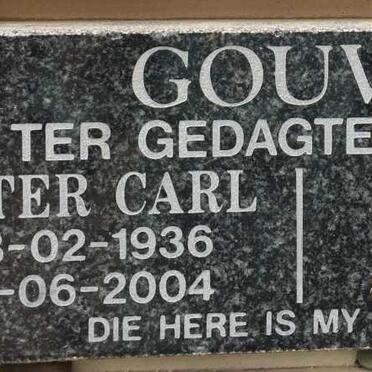 GOUV
TER GEDAGTE
TER CARL
-02-1936
-06-2004
DIE HERE IS MY